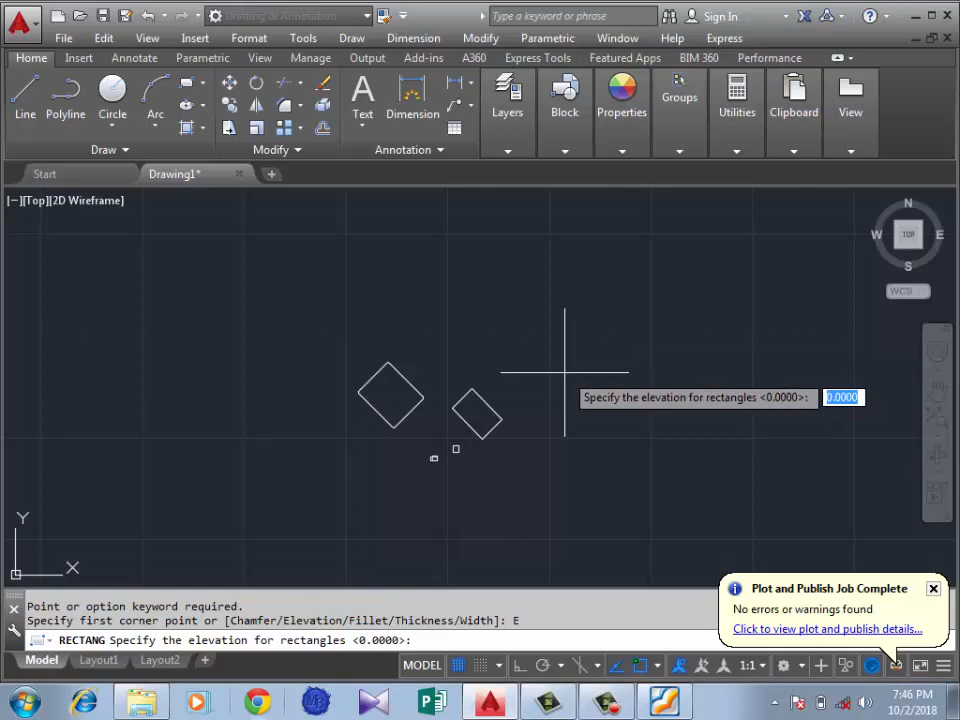 Drawing & Annotation
Type a keyword or phrase
Sign In
File Edit View Insert Format Tools Draw Dimension Modify Parametric Window Help Express
Home Insert Annotate Parametric View Manage Output Add-ins A360 Express Tools Featured Apps BIM 360 Performance
Line Polyline Circle Arc Text Dimension Layers Block Properties Groups Utilities Clipboard View
Draw Modify Annotation
Start Drawing1*
[−][Top][2D Wireframe]
N
W TOP E
S
WCS
Specify the elevation for rectangles <0.0000>: 0.0000
Y
X
Plot and Publish Job Complete
No errors or warnings found
Click to view plot and publish details...
Point or option keyword required.
Specify first corner point or [Chamfer/Elevation/Fillet/Thickness/Width]: E
RECTANG Specify the elevation for rectangles <0.0000>:
Model Layout1 Layout2 +
MODEL 1:1
7:46 PM
10/2/2018